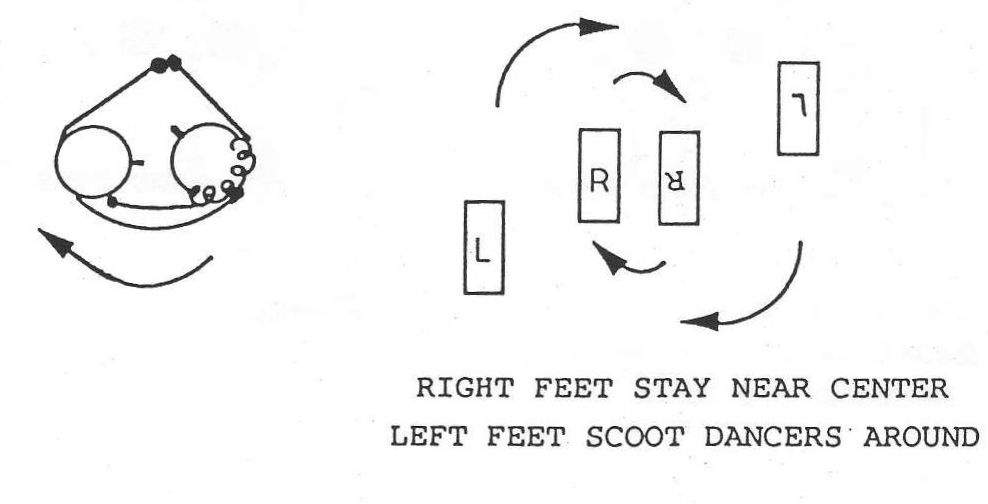 L
R R
L
RIGHT FEET STAY NEAR CENTER
LEFT FEET SCOOT DANCERS AROUND